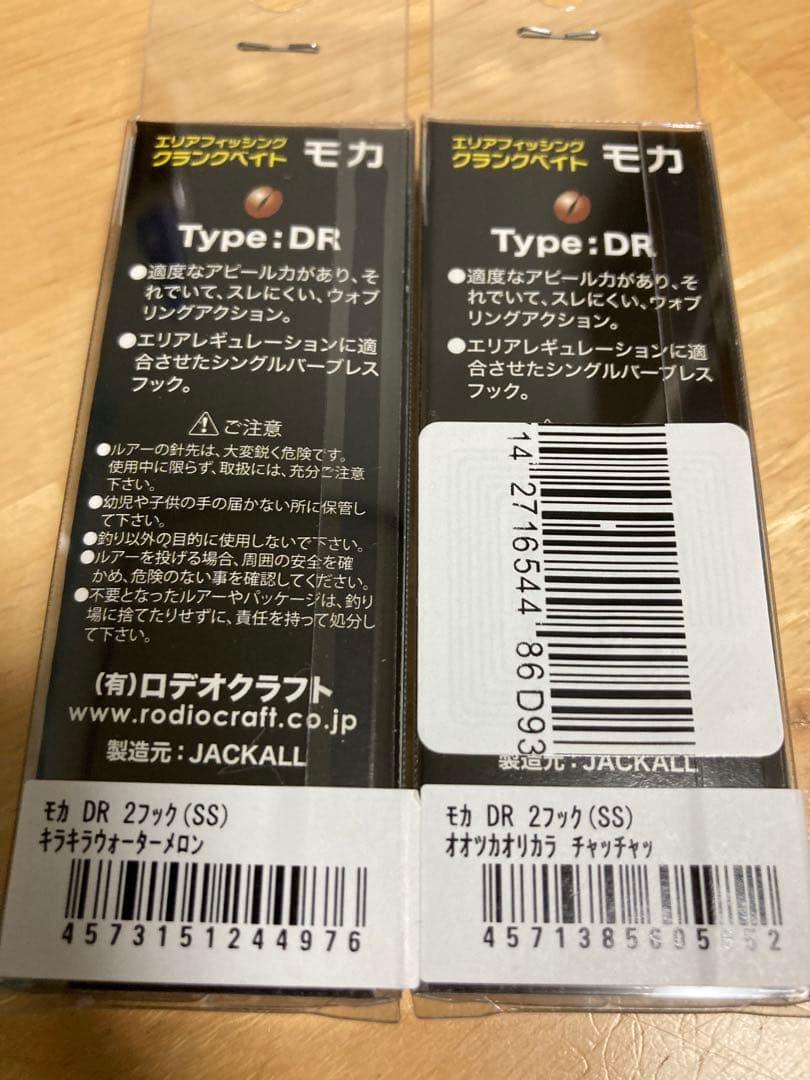 エリアフィッシング
クランクベイト モカ
Type:DR
●適度なアピール力があり、そ
れでいて、スレにくい、ウォブ
リングアクション。
●エリアレギュレーションに適
合させたシングルバーブレス
フック。
ご注意
●ルアーの針先は、大変鋭く危険です。
使用中に限らず、取扱には、充分ご注意
下さい。
●幼児や子供の手の届かない所に保管し
て下さい。
●釣り以外の目的に使用しないで下さい。
●ルアーを投げる場合、周囲の安全を確
かめ、危険のない事を確認してください。
●不要となったルアーやパッケージは、釣り
場に捨てたりせずに、責任を持って処分し
て下さい。
(有)ロデオクラフト
www.rodiocraft.co.jp
製造元:JACKALL
モカ DR 2フック(SS)
キラキラウォーターメロン
4573151244976
エリアフィッシング
クランクベイト モカ
Type:DR
●適度なアピール力があり、そ
れでいて、スレにくい、ウォブ
リングアクション。
●エリアレギュレーションに適
合させたシングルバーブレス
フック。
14 2716544 86D93
製造元:JACKALL
モカ DR 2フック(SS)
オオツカオリカラ チャッチャッ